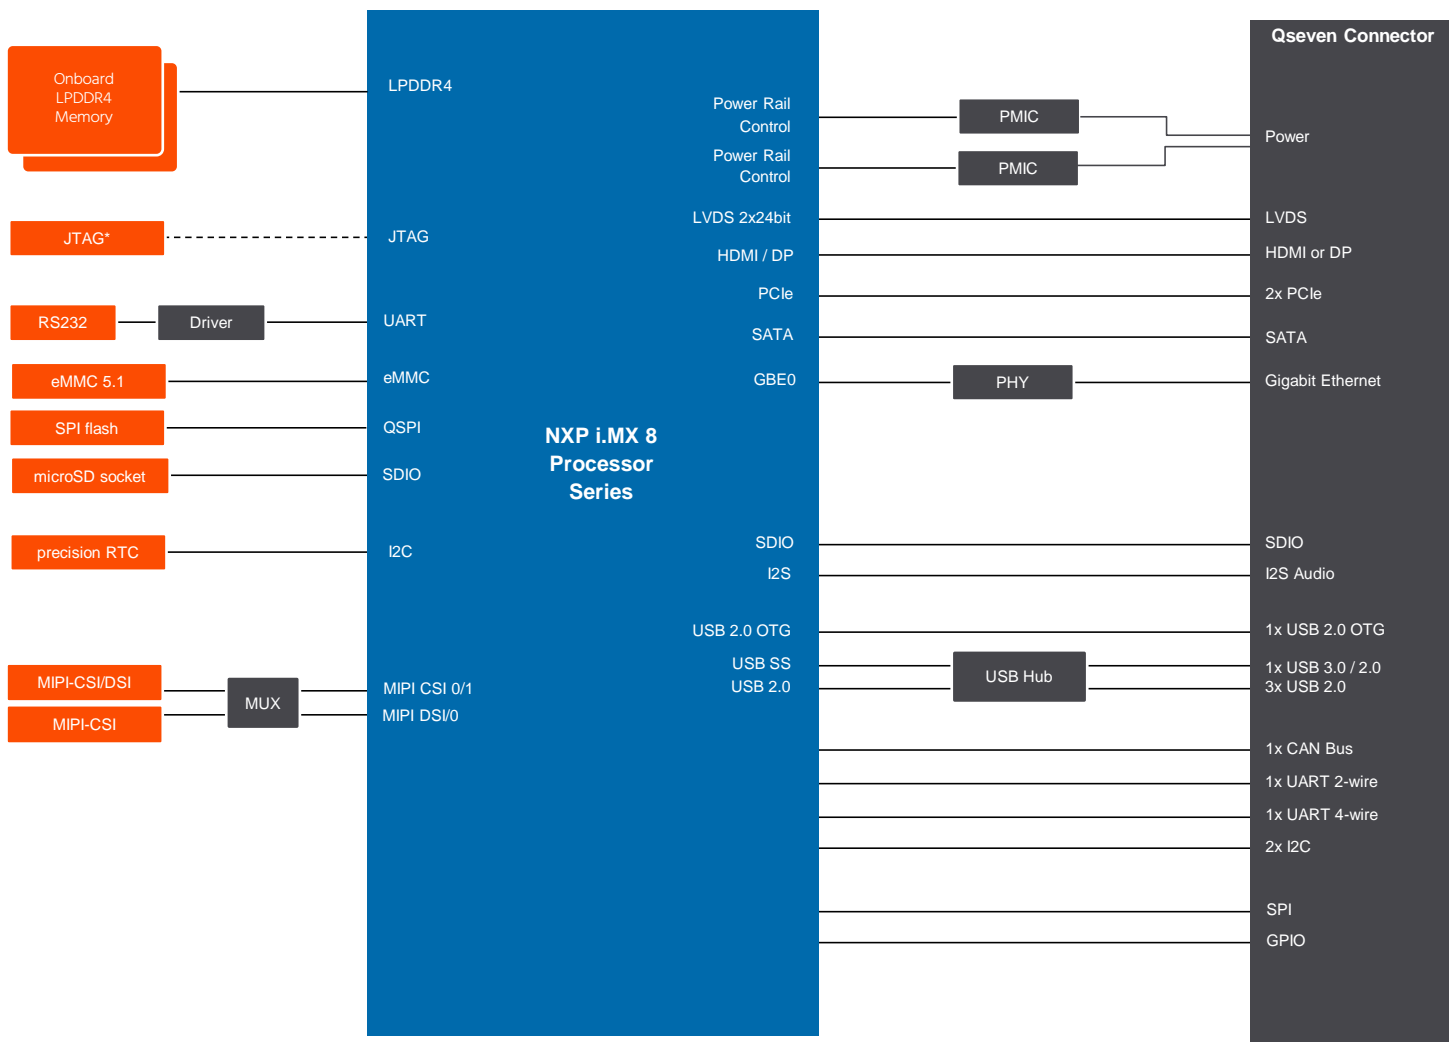 Onboard
LPDDR4
Memory
JTAG*
RS232
Driver
eMMC 5.1
SPI flash
microSD socket
precision RTC
MIPI-CSI/DSI
MIPI-CSI
MUX
LPDDR4
JTAG
UART
eMMC
QSPI
SDIO
I2C
MIPI CSI 0/1
MIPI DSI/0
NXP i.MX 8
Processor
Series
Power Rail
Control
Power Rail
Control
LVDS 2x24bit
HDMI / DP
PCIe
SATA
GBE0
SDIO
I2S
USB 2.0 OTG
USB SS
USB 2.0
PMIC
PMIC
PHY
USB Hub
Qseven Connector
Power
LVDS
HDMI or DP
2x PCIe
SATA
Gigabit Ethernet
SDIO
I2S Audio
1x USB 2.0 OTG
1x USB 3.0 / 2.0
3x USB 2.0
1x CAN Bus
1x UART 2-wire
1x UART 4-wire
2x I2C
SPI
GPIO